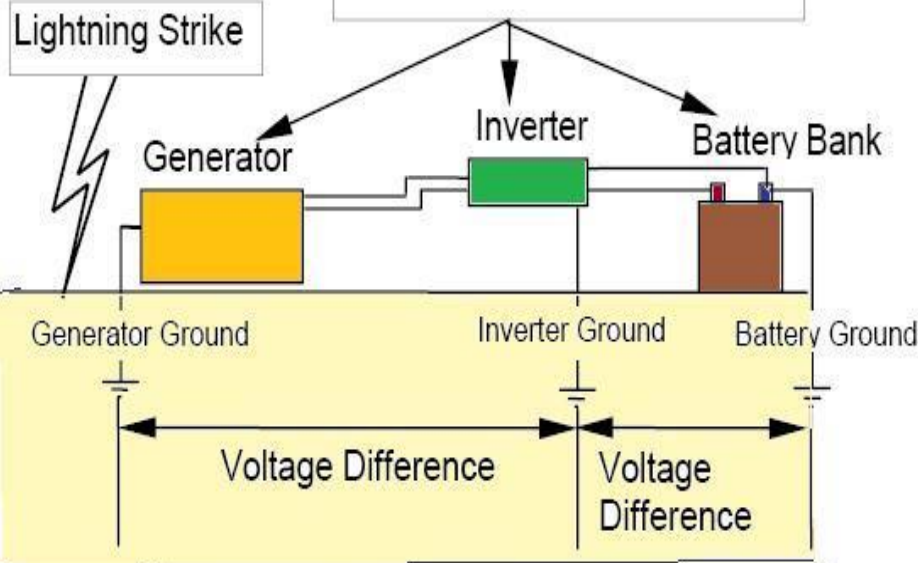 Lightning Strike
Generator
Inverter
Battery Bank
Generator Ground
Inverter Ground
Battery Ground
Voltage Difference
Voltage
Difference